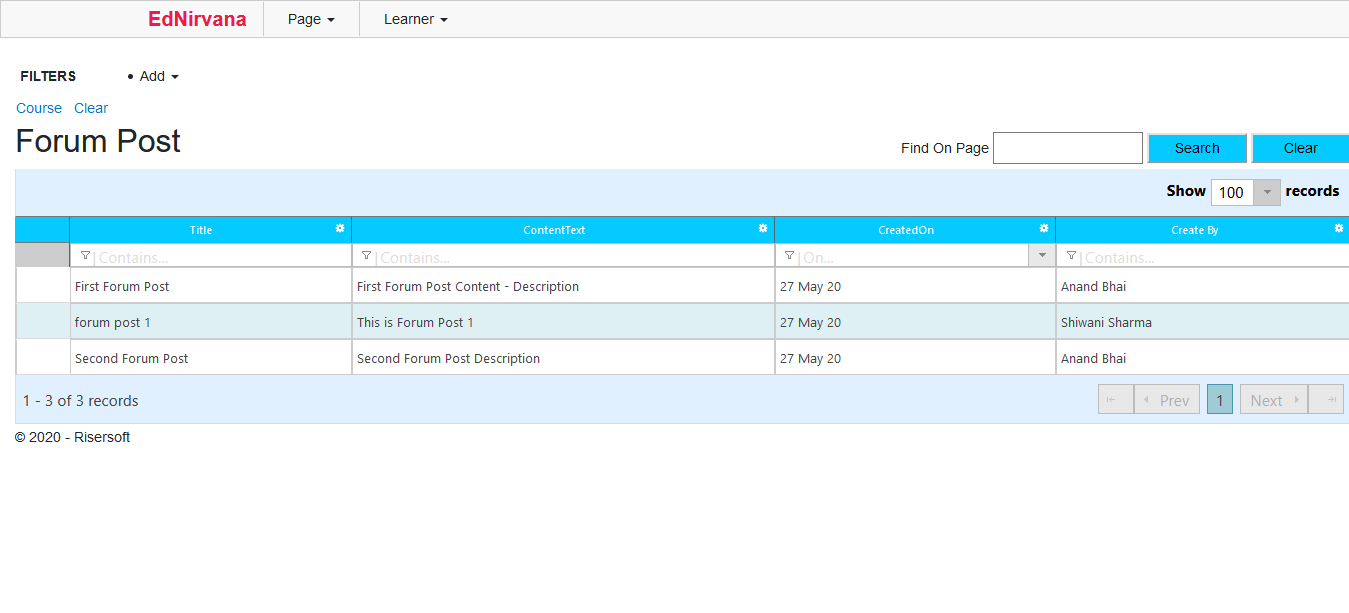 EdNirvana Page Learner
FILTERS • Add
Course Clear
Forum Post
Find On Page Search Clear
Show 100 records
Title ContentText CreatedOn Create By
Contains... Contains... On... Contains...
First Forum Post First Forum Post Content - Description 27 May 20 Anand Bhai
forum post 1 This is Forum Post 1 27 May 20 Shiwani Sharma
Second Forum Post Second Forum Post Description 27 May 20 Anand Bhai
1 - 3 of 3 records Prev 1 Next
© 2020 - Risersoft